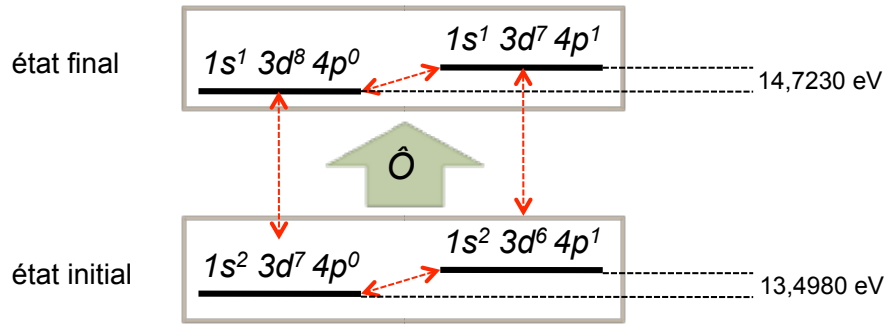 état final
1s¹ 3d⁸ 4p⁰
1s¹ 3d⁷ 4p¹
14,7230 eV
Ô
état initial
1s² 3d⁷ 4p⁰
1s² 3d⁶ 4p¹
13,4980 eV